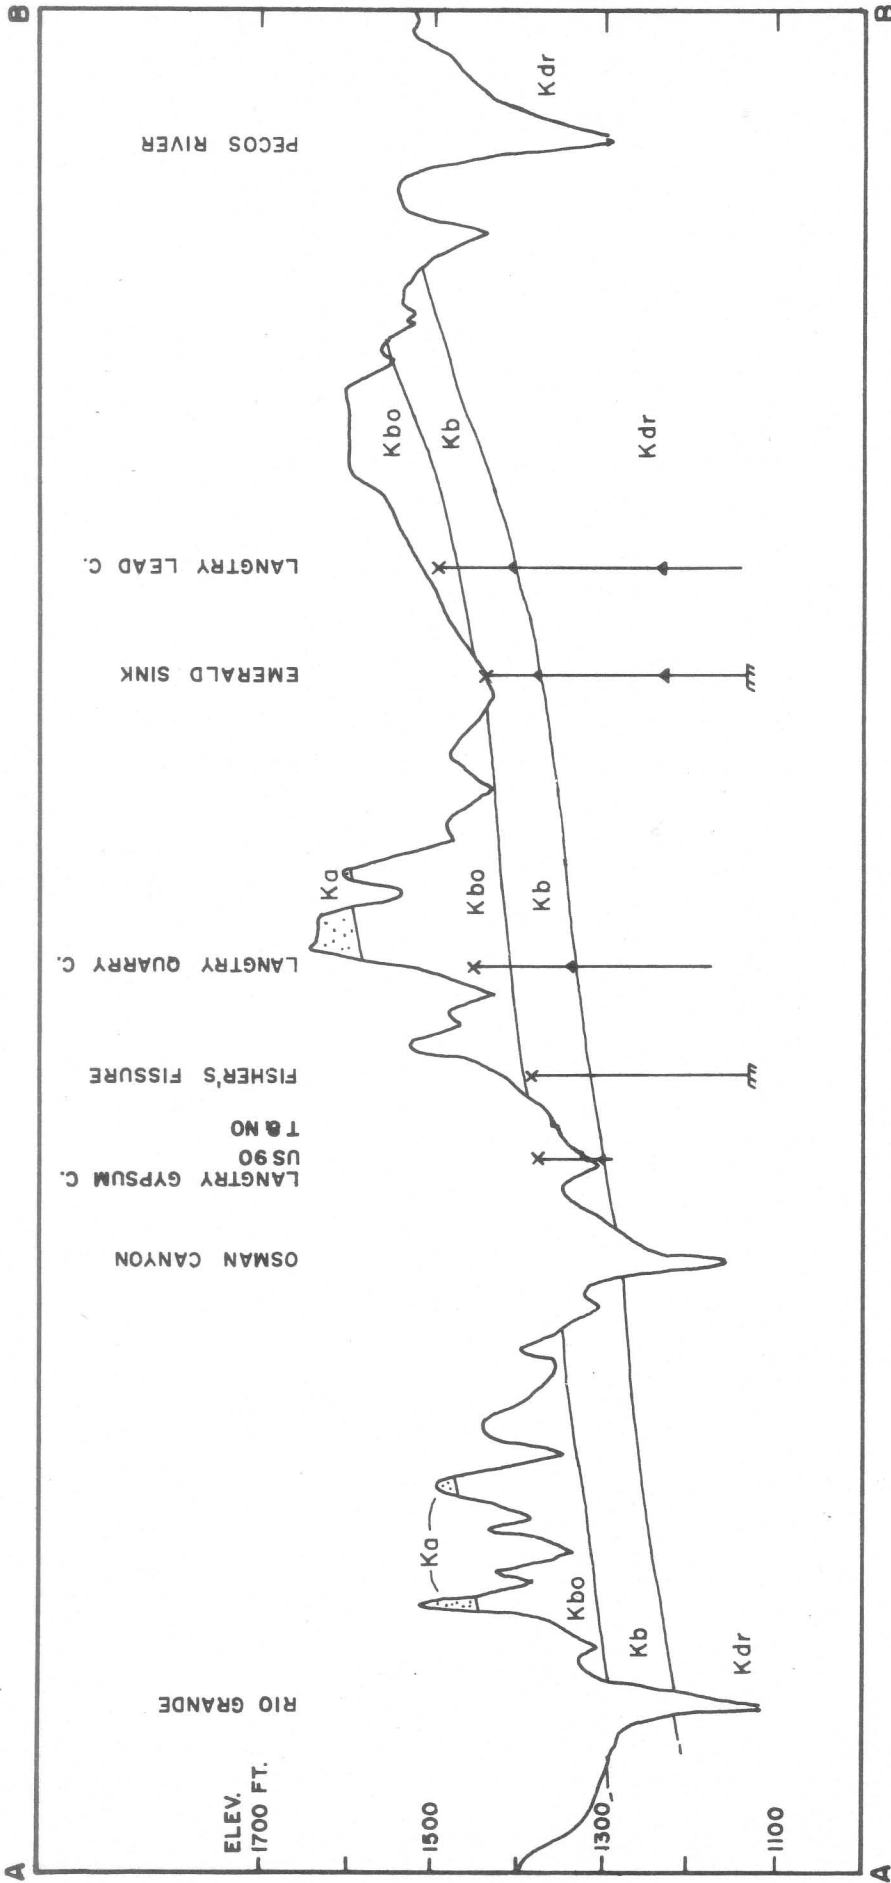 A
B
ELEV.
1700 FT.
1500
1300
1100
RIO GRANDE
OSMAN CANYON
LANGTRY GYPSUM C.
US 90
T & NO
FISHER'S FISSURE
LANGTRY QUARRY C.
EMERALD SINK
LANGTRY LEAD C.
PECOS RIVER
Ka
Ka
Kbo
Kbo
Kbo
Kb
Kb
Kb
Kdr
Kdr
Kdr
A
B